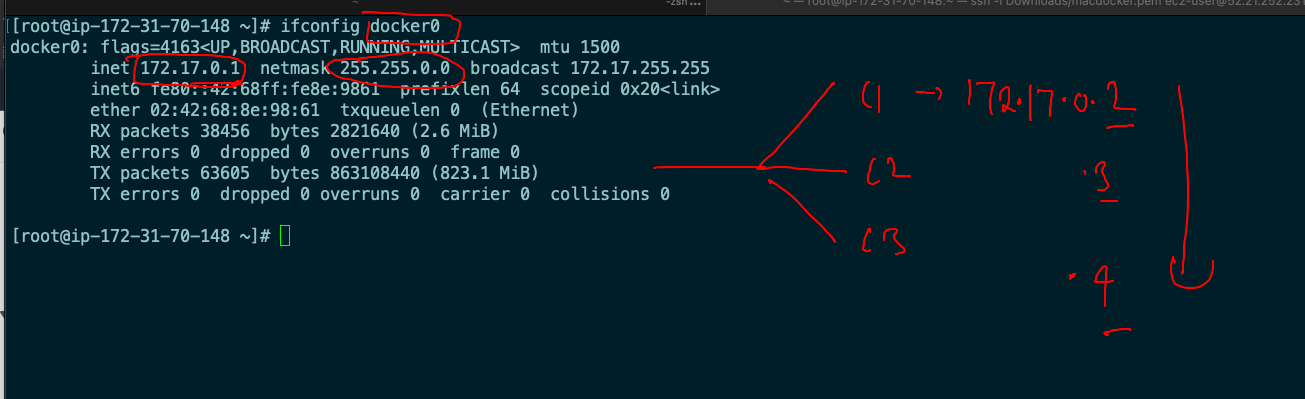 -zsh...
~ — root@ip-172-31-70-148:~ — ssh -i Downloads/macdocker.pem ec2-user@52.21.252.231
[[root@ip-172-31-70-148 ~]# ifconfig docker0
docker0: flags=4163<UP,BROADCAST,RUNNING,MULTICAST>  mtu 1500
inet 172.17.0.1  netmask 255.255.0.0  broadcast 172.17.255.255
inet6 fe80::42:68ff:fe8e:9861  prefixlen 64  scopeid 0x20<link>
ether 02:42:68:8e:98:61  txqueuelen 0  (Ethernet)
RX packets 38456  bytes 2821640 (2.6 MiB)
RX errors 0  dropped 0  overruns 0  frame 0
TX packets 63605  bytes 863108440 (823.1 MiB)
TX errors 0  dropped 0 overruns 0  carrier 0  collisions 0
[root@ip-172-31-70-148 ~]#
C1 → 172.17.0.2
C2 .3
C3
.4